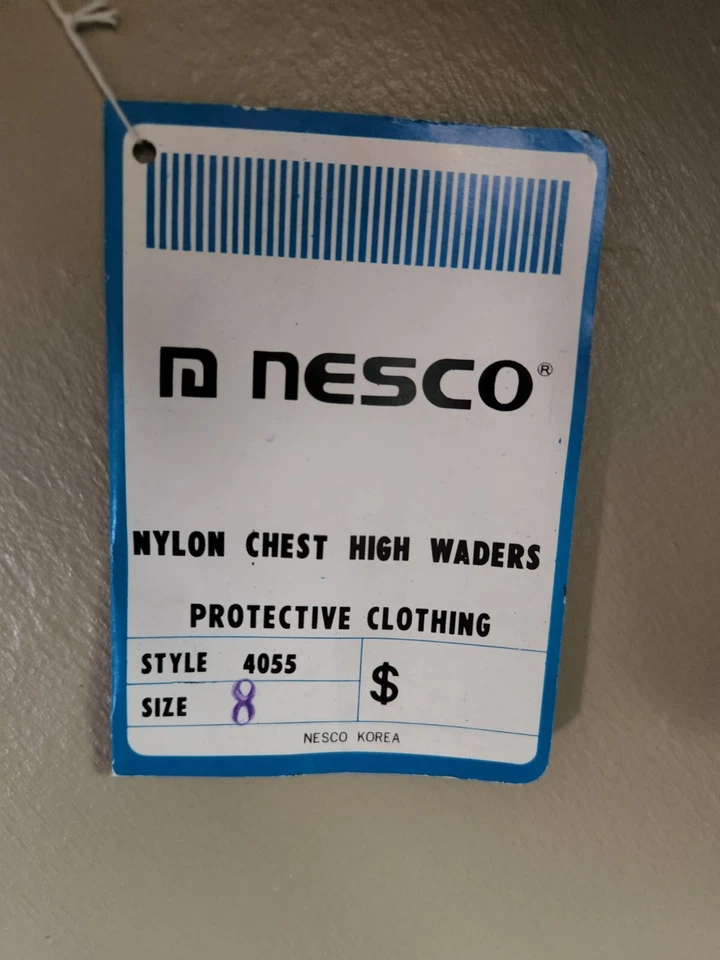 NESCO®
NYLON CHEST HIGH WADERS
PROTECTIVE CLOTHING
STYLE 4055
SIZE 8
$
NESCO KOREA